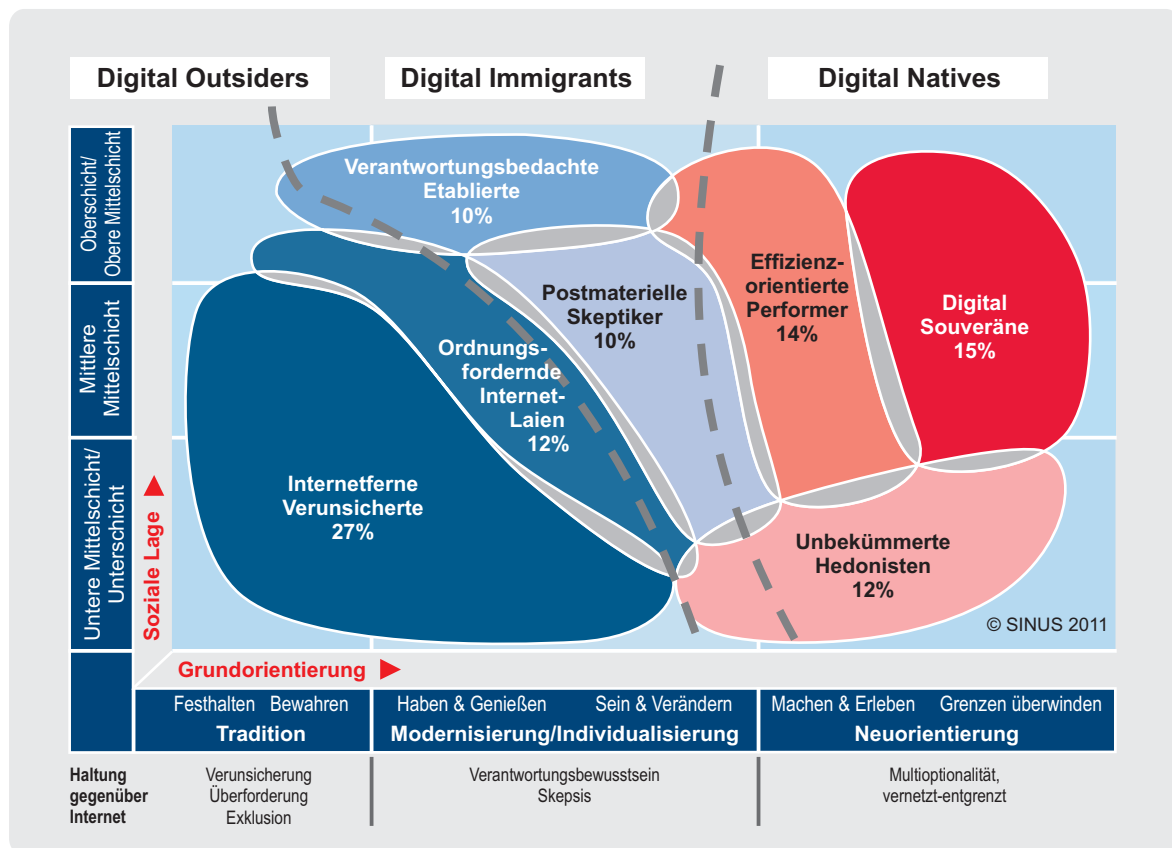 Digital Outsiders
Digital Immigrants
Digital Natives
Oberschicht/
Obere Mittelschicht
Mittlere
Mittelschicht
Untere Mittelschicht/
Unterschicht
Soziale Lage
Verantwortungsbedachte
Etablierte
10%
Postmaterielle
Skeptiker
10%
Effizienz-
orientierte
Performer
14%
Digital
Souveräne
15%
Ordnungs-
fordernde
Internet-
Laien
12%
Internetferne
Verunsicherte
27%
Unbekümmerte
Hedonisten
12%
© SINUS 2011
Grundorientierung
Festhalten Bewahren
Tradition
Haben & Genießen Sein & Verändern
Modernisierung/Individualisierung
Machen & Erleben Grenzen überwinden
Neuorientierung
Haltung
gegenüber
Internet
Verunsicherung
Überforderung
Exklusion
Verantwortungsbewusstsein
Skepsis
Multioptionalität,
vernetzt-entgrenzt